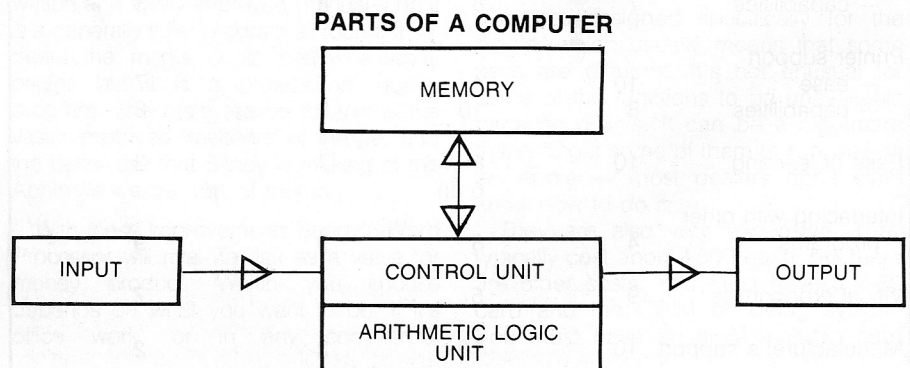 PARTS OF A COMPUTER
MEMORY
INPUT
CONTROL UNIT
OUTPUT
ARITHMETIC LOGIC
UNIT